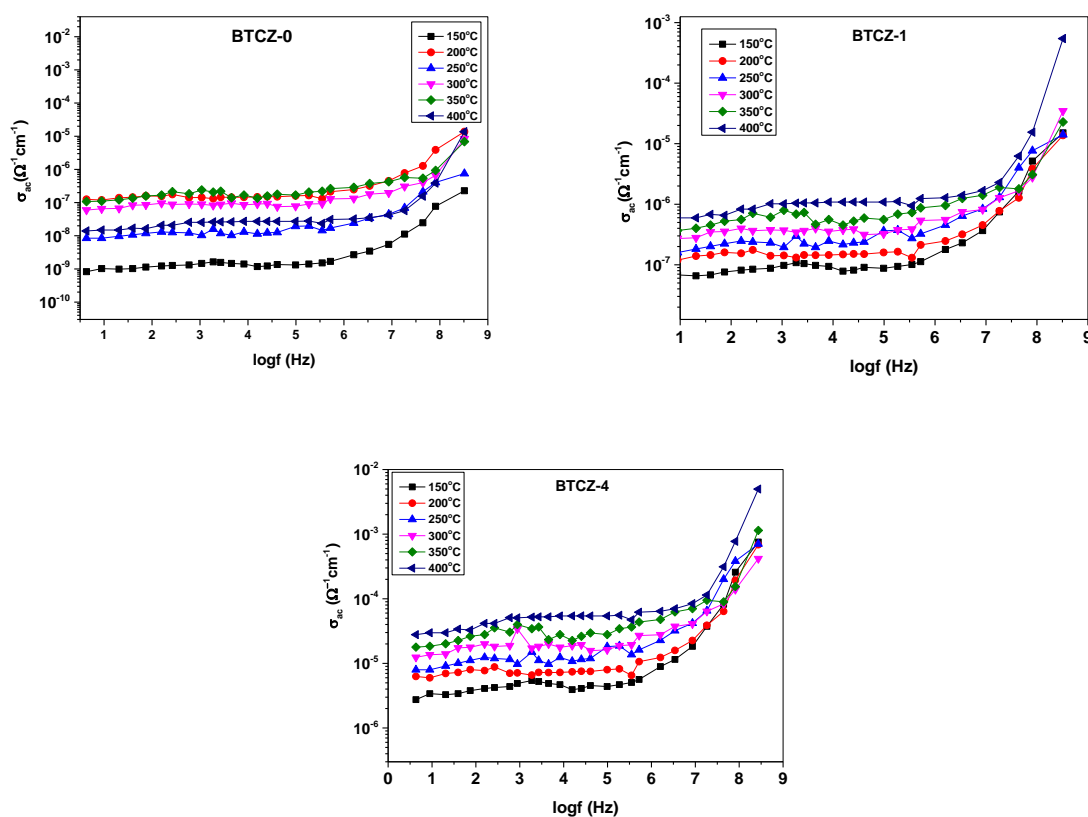 BTCZ-0
150°C
200°C
250°C
300°C
350°C
400°C
10⁻²
10⁻³
10⁻⁴
10⁻⁵
10⁻⁶
10⁻⁷
10⁻⁸
10⁻⁹
10⁻¹⁰
σac(Ω⁻¹cm⁻¹)
1 2 3 4 5 6 7 8 9
logf (Hz)
BTCZ-1
150°C
200°C
250°C
300°C
350°C
400°C
10⁻³
10⁻⁴
10⁻⁵
10⁻⁶
10⁻⁷
σac(Ω⁻¹cm⁻¹)
1 2 3 4 5 6 7 8 9
logf (Hz)
BTCZ-4
150°C
200°C
250°C
300°C
350°C
400°C
10⁻²
10⁻³
10⁻⁴
10⁻⁵
10⁻⁶
σac (Ω⁻¹cm⁻¹)
0 1 2 3 4 5 6 7 8 9
logf (Hz)